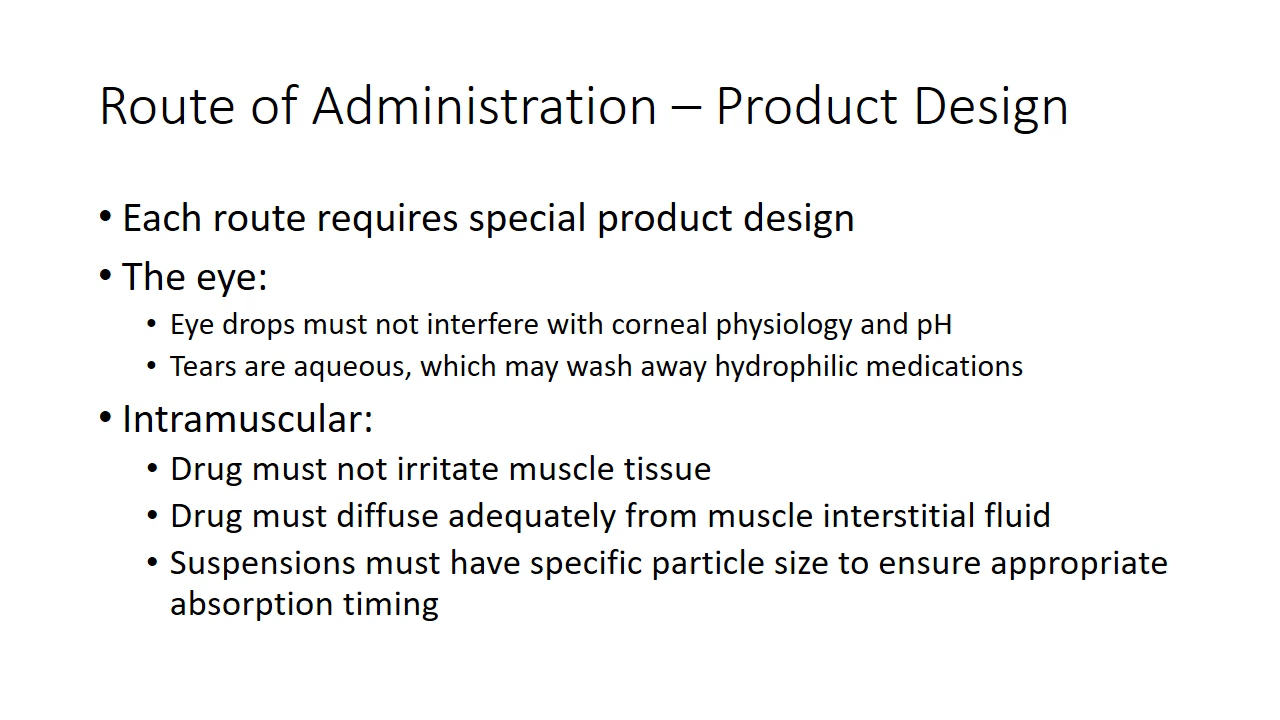 Route of Administration – Product Design
• Each route requires special product design
• The eye:
• Eye drops must not interfere with corneal physiology and pH
• Tears are aqueous, which may wash away hydrophilic medications
• Intramuscular:
• Drug must not irritate muscle tissue
• Drug must diffuse adequately from muscle interstitial fluid
• Suspensions must have specific particle size to ensure appropriate
absorption timing